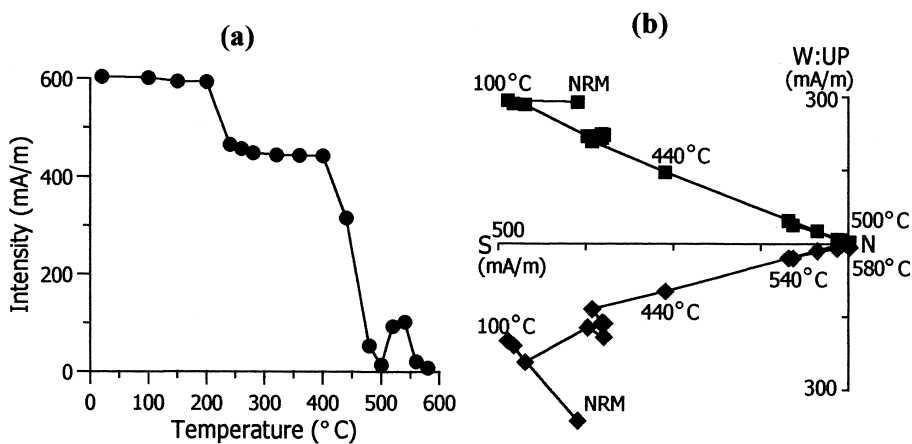 (a)
Intensity (mA/m)
600
400
200
0
0 100 200 300 400 500 600
Temperature (°C)
(b)
W:UP
(mA/m)
300
100°C NRM
440°C
500°C
S 500 N
(mA/m)
540°C 580°C
440°C
100°C
NRM
300